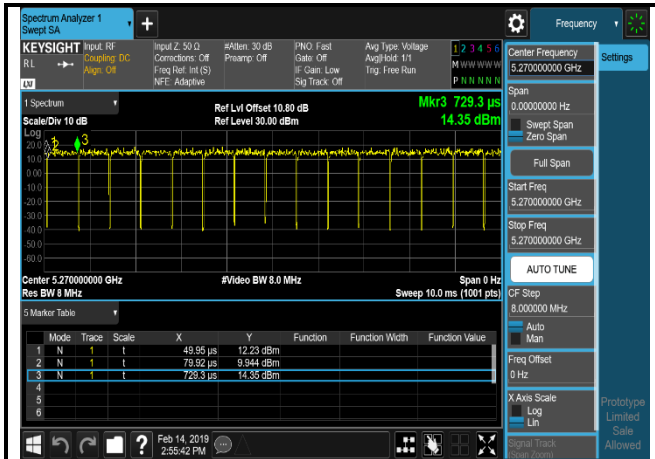 Spectrum Analyzer 1
Swept SA
+
Frequency
KEYSIGHT
RL
LXI
Input: RF
Coupling: DC
Align: Off
Input Z: 50 Ω
Corrections: Off
Freq Ref: Int (S)
NFE: Adaptive
#Atten: 30 dB
Preamp: Off
PNO: Fast
Gate: Off
IF Gain: Low
Sig Track: Off
Avg Type: Voltage
Avg|Hold: 1/1
Trig: Free Run
1 2 3 4 5 6
M W W W W W
P N N N N N
1 Spectrum
Scale/Div 10 dB
Ref Lvl Offset 10.80 dB
Ref Level 30.00 dBm
Mkr3 729.3 µs
14.35 dBm
Log
20.0
10.0
0.00
-10.0
-20.0
-30.0
-40.0
-50.0
-60.0
3
Center 5.270000000 GHz
Res BW 8 MHz
#Video BW 8.0 MHz
Span 0 Hz
Sweep 10.0 ms (1001 pts)
5 Marker Table
Mode Trace Scale X Y Function Function Width Function Value
1 N 1 t 49.95 µs 12.23 dBm
2 N 1 t 79.92 µs 9.944 dBm
3 N 1 t 729.3 µs 14.35 dBm
4
5
6
Feb 14, 2019
2:55:42 PM
?
Center Frequency
5.270000000 GHz
Settings
Span
0.00000000 Hz
Swept Span
Zero Span
Full Span
Start Freq
5.270000000 GHz
Stop Freq
5.270000000 GHz
AUTO TUNE
CF Step
8.000000 MHz
Auto
Man
Freq Offset
0 Hz
X Axis Scale
Log
Lin
Signal Track
(Span Zoom)
Prototype
Limited
Sale
Allowed